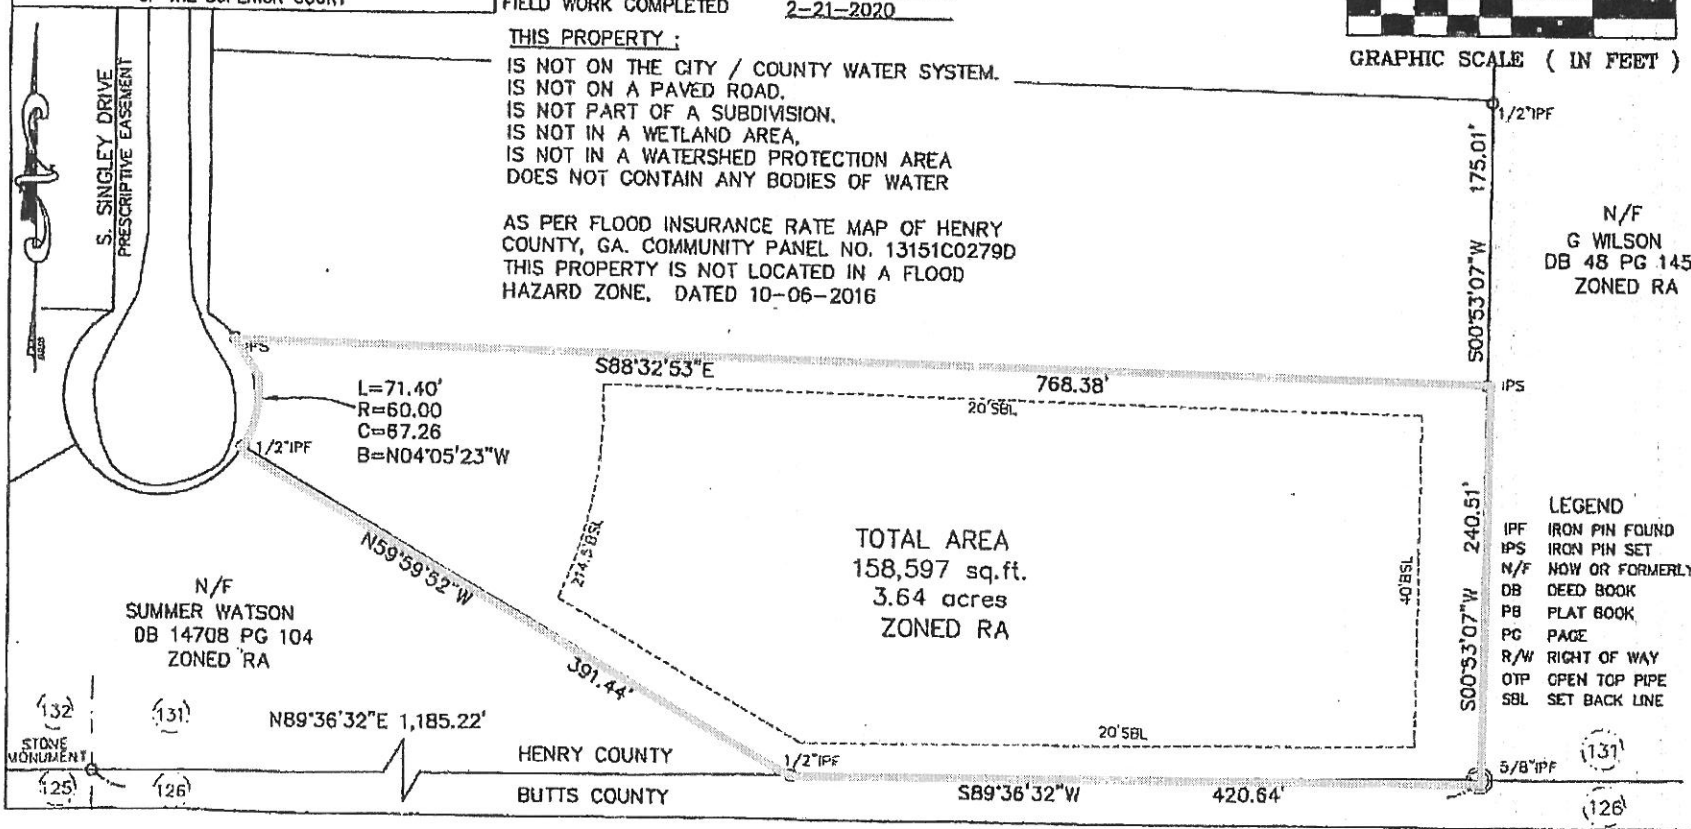 OF THE SUPERIOR COURT
FIELD WORK COMPLETED 2-21-2020
THIS PROPERTY :
IS NOT ON THE CITY / COUNTY WATER SYSTEM.
IS NOT ON A PAVED ROAD.
IS NOT PART OF A SUBDIVISION.
IS NOT IN A WETLAND AREA,
IS NOT IN A WATERSHED PROTECTION AREA
DOES NOT CONTAIN ANY BODIES OF WATER
AS PER FLOOD INSURANCE RATE MAP OF HENRY
COUNTY, GA. COMMUNITY PANEL NO. 13151C0279D
THIS PROPERTY IS NOT LOCATED IN A FLOOD
HAZARD ZONE. DATED 10-06-2016
GRAPHIC SCALE ( IN FEET )
S. SINGLEY DRIVE
PRESCRIPTIVE EASEMENT
1/2"IPF
S00°53'07"W 175.01'
N/F
G WILSON
DB 48 PG 145
ZONED RA
IPS
S88°32'53"E 768.38'
IPS
L=71.40'
R=60.00
C=67.26
B=N04°05'23"W
1/2"IPF
20'SBL
214.5'BSL
40'BSL
20'SBL
N59°59'52"W
391.44'
TOTAL AREA
158,597 sq.ft.
3.64 acres
ZONED RA
S00°53'07"W 240.51'
LEGEND
IPF IRON PIN FOUND
IPS IRON PIN SET
N/F NOW OR FORMERLY
DB DEED BOOK
PB PLAT BOOK
PG PAGE
R/W RIGHT OF WAY
OTP OPEN TOP PIPE
SBL SET BACK LINE
N/F
SUMMER WATSON
DB 14708 PG 104
ZONED RA
132
131
N89°36'32"E 1,185.22'
STONE
MONUMENT
125
126
HENRY COUNTY
BUTTS COUNTY
1/2"IPF
S89°36'32"W 420.64'
5/8"IPF
131
126